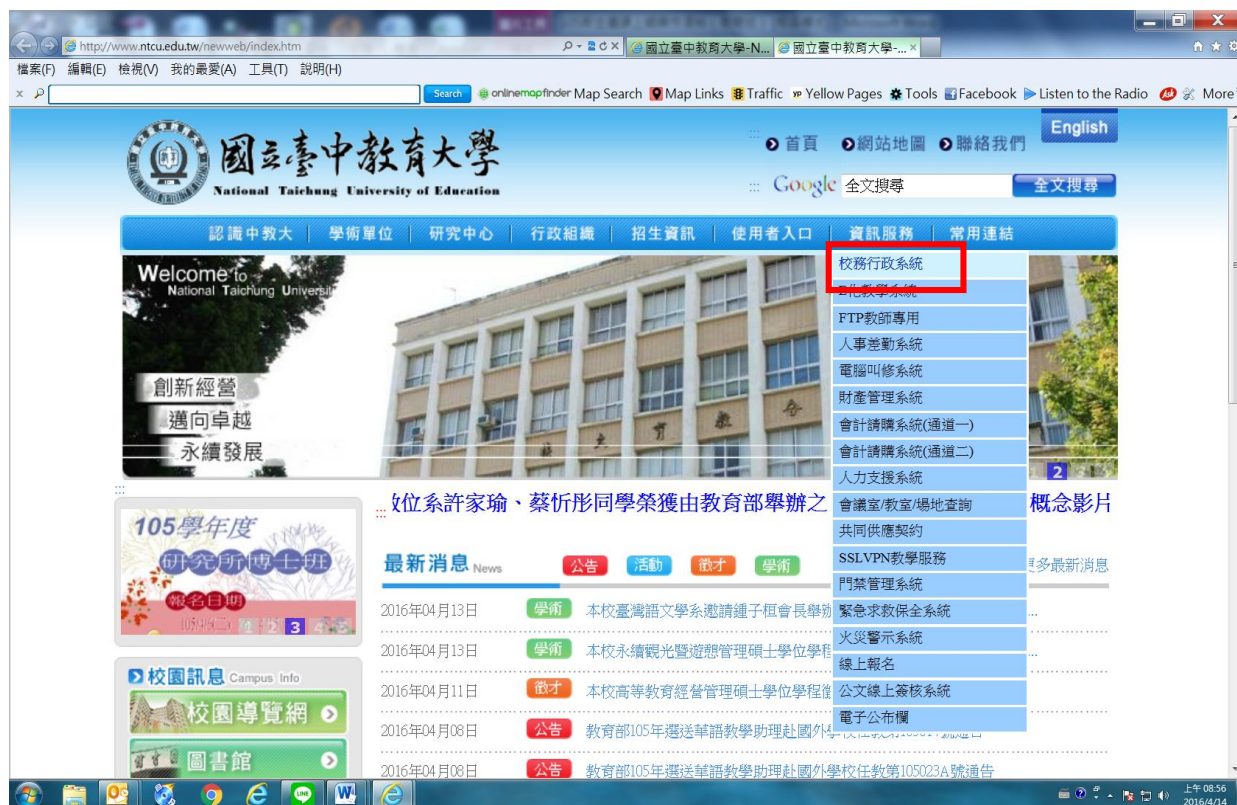 http://www.ntcu.edu.tw/newweb/index.htm
國立臺中教育大學-N...
國立臺中教育大學-...
檔案(F) 編輯(E) 檢視(V) 我的最愛(A) 工具(T) 說明(H)
Search onlinemapfinder Map Search Map Links Traffic Yellow Pages Tools Facebook Listen to the Radio More
English
首頁 網站地圖 聯絡我們
國立臺中教育大學
National Taichung University of Education
Google 全文搜尋 全文搜尋
認識中教大 學術單位 研究中心 行政組織 招生資訊 使用者入口 資訊服務 常用連結
Welcome to
National Taichung Universit
創新經營
邁向卓越
永續發展
校務行政系統
E化教學系統
FTP教師專用
人事差勤系統
電腦叫修系統
財產管理系統
會計請購系統(通道一)
會計請購系統(通道二)
人力支援系統
會議室/教室/場地查詢
共同供應契約
SSLVPN教學服務
門禁管理系統
緊急求救保全系統
火災警示系統
線上報名
公文線上簽核系統
電子公布欄
2 3
數位系許家瑜、蔡忻彤同學榮獲由教育部舉辦之
概念影片
105學年度
研究所博士班
報名日期
1 2 3 4 5
最新消息 News 公告 活動 徵才 學術
更多最新消息
2016年04月13日 學術 本校臺灣語文學系邀請鍾子桓會長舉辦
2016年04月13日 學術 本校永續觀光暨遊憩管理碩士學位學程
2016年04月11日 徵才 本校高等教育經營管理碩士學位學程徵
2016年04月08日 公告 教育部105年選送華語教學助理赴國外學校任教第105014號通告
2016年04月08日 公告 教育部105年選送華語教學助理赴國外學校任教第105023A號通告
校園訊息 Campus Info
校園導覽網
圖書館
上午 08:56
2016/4/14